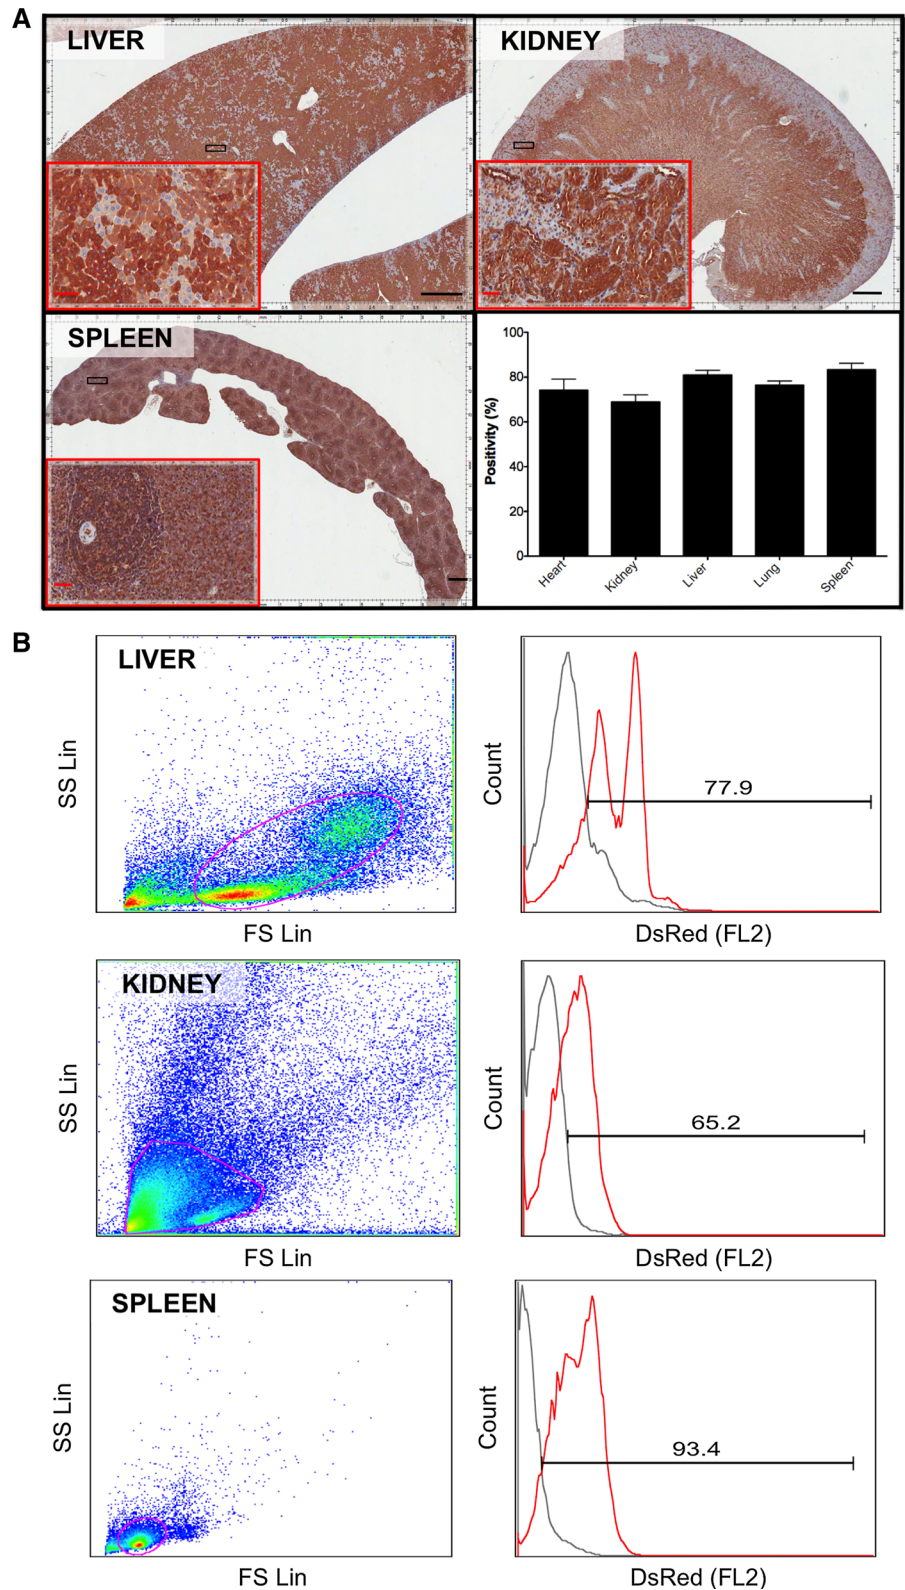 A
LIVER
KIDNEY
SPLEEN
Positivity (%)
100
80
60
40
20
0
Heart
Kidney
Liver
Lung
Spleen
B
LIVER
SS Lin
FS Lin
Count
77.9
DsRed (FL2)
KIDNEY
SS Lin
FS Lin
Count
65.2
DsRed (FL2)
SPLEEN
SS Lin
FS Lin
Count
93.4
DsRed (FL2)